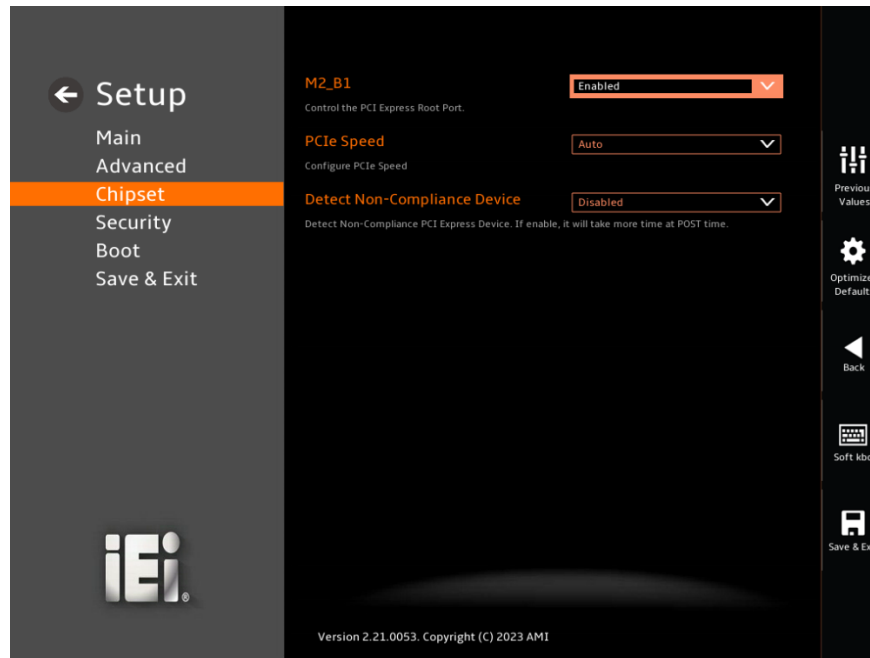 Setup
Main
Advanced
Chipset
Security
Boot
Save & Exit
iEi®
M2_B1
Enabled
Control the PCI Express Root Port.
PCIe Speed
Auto
Configure PCIe Speed
Detect Non-Compliance Device
Disabled
Detect Non-Compliance PCI Express Device. If enable, it will take more time at POST time.
Version 2.21.0053. Copyright (C) 2023 AMI
Previou
Values
Optimize
Default
Back
Soft kbd
Save & Ex